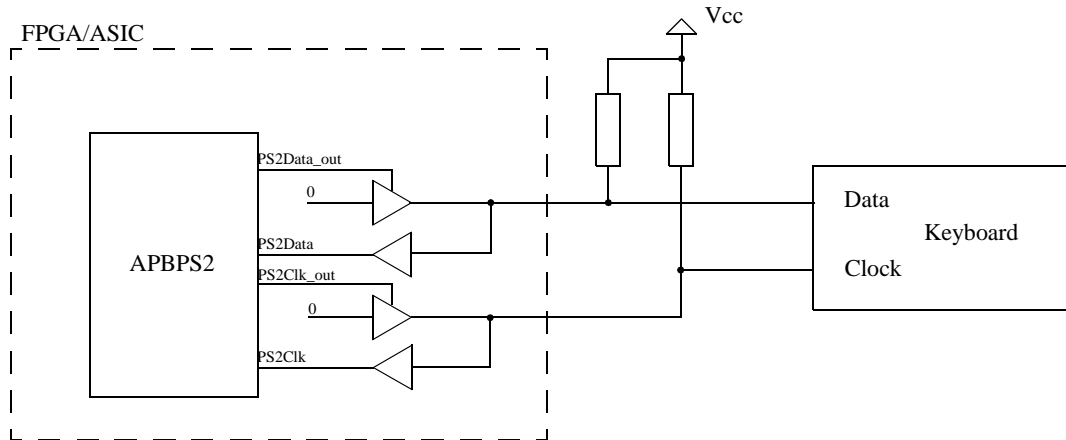 Vcc
FPGA/ASIC
PS2Data_out
0
Data
PS2Data
Keyboard
APBPS2
Clock
PS2Clk_out
0
PS2Clk